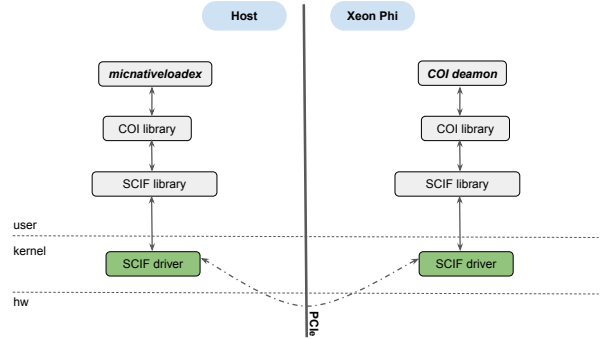 Host
Xeon Phi
micnativeloadex
COI deamon
COI library
COI library
SCIF library
SCIF library
user
kernel
SCIF driver
SCIF driver
hw
PCIe